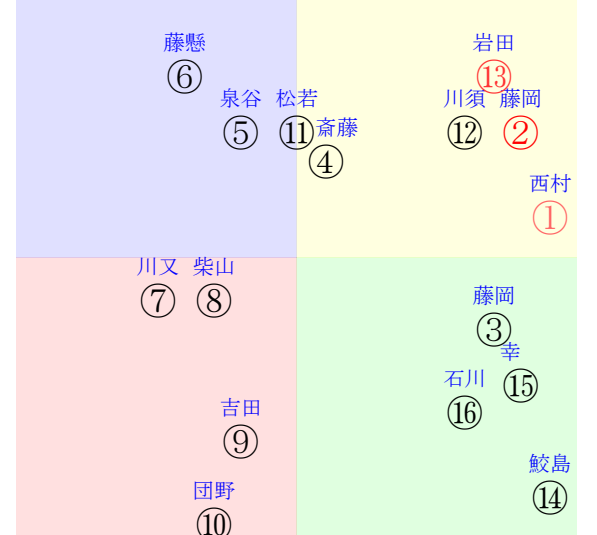 藤懸
⑥
岩田
⑬
泉谷
⑤
松若
⑪
斎藤
④
川須
⑫
藤岡
②
西村
①
川又
⑦
柴山
⑧
藤岡
③
幸
⑮
石川
⑯
吉田
⑨
鮫島
⑭
団野
⑩